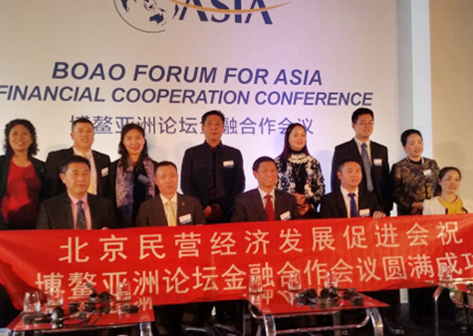 ASIA
BOAO FORUM FOR ASIA
FINANCIAL COOPERATION CONFERENCE
博鳌亚洲论坛金融合作会议
北京民营经济发展促进会祝
博鳌亚洲论坛金融合作会议圆满成功